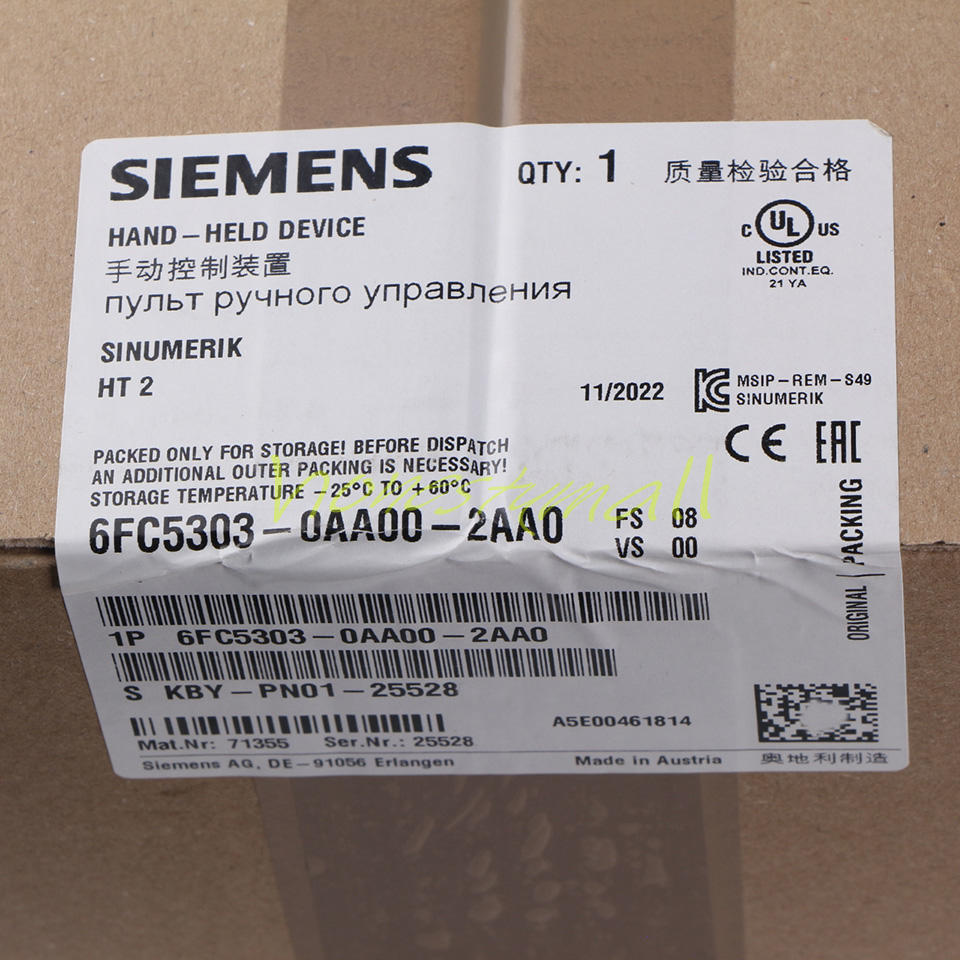 SIEMENS
QTY: 1
质量检验合格
HAND-HELD DEVICE
手动控制装置
пульт ручного управления
C UL US
LISTED
IND.CONT.EQ.
21 YA
SINUMERIK
HT 2
11/2022
MSIP-REM-S49
SINUMERIK
CE EAC
PACKED ONLY FOR STORAGE! BEFORE DISPATCH
AN ADDITIONAL OUTER PACKING IS NECESSARY!
STORAGE TEMPERATURE -25°C TO +60°C
honestymall
6FC5303-0AA00-2AA0
FS 08
VS 00
ORIGINAL PACKING
1P 6FC5303-0AA00-2AA0
S KBY-PN01-25528
A5E00461814
Mat.Nr: 71355 Ser.Nr.: 25528
Siemens AG, DE-91056 Erlangen
Made in Austria
奥地利制造